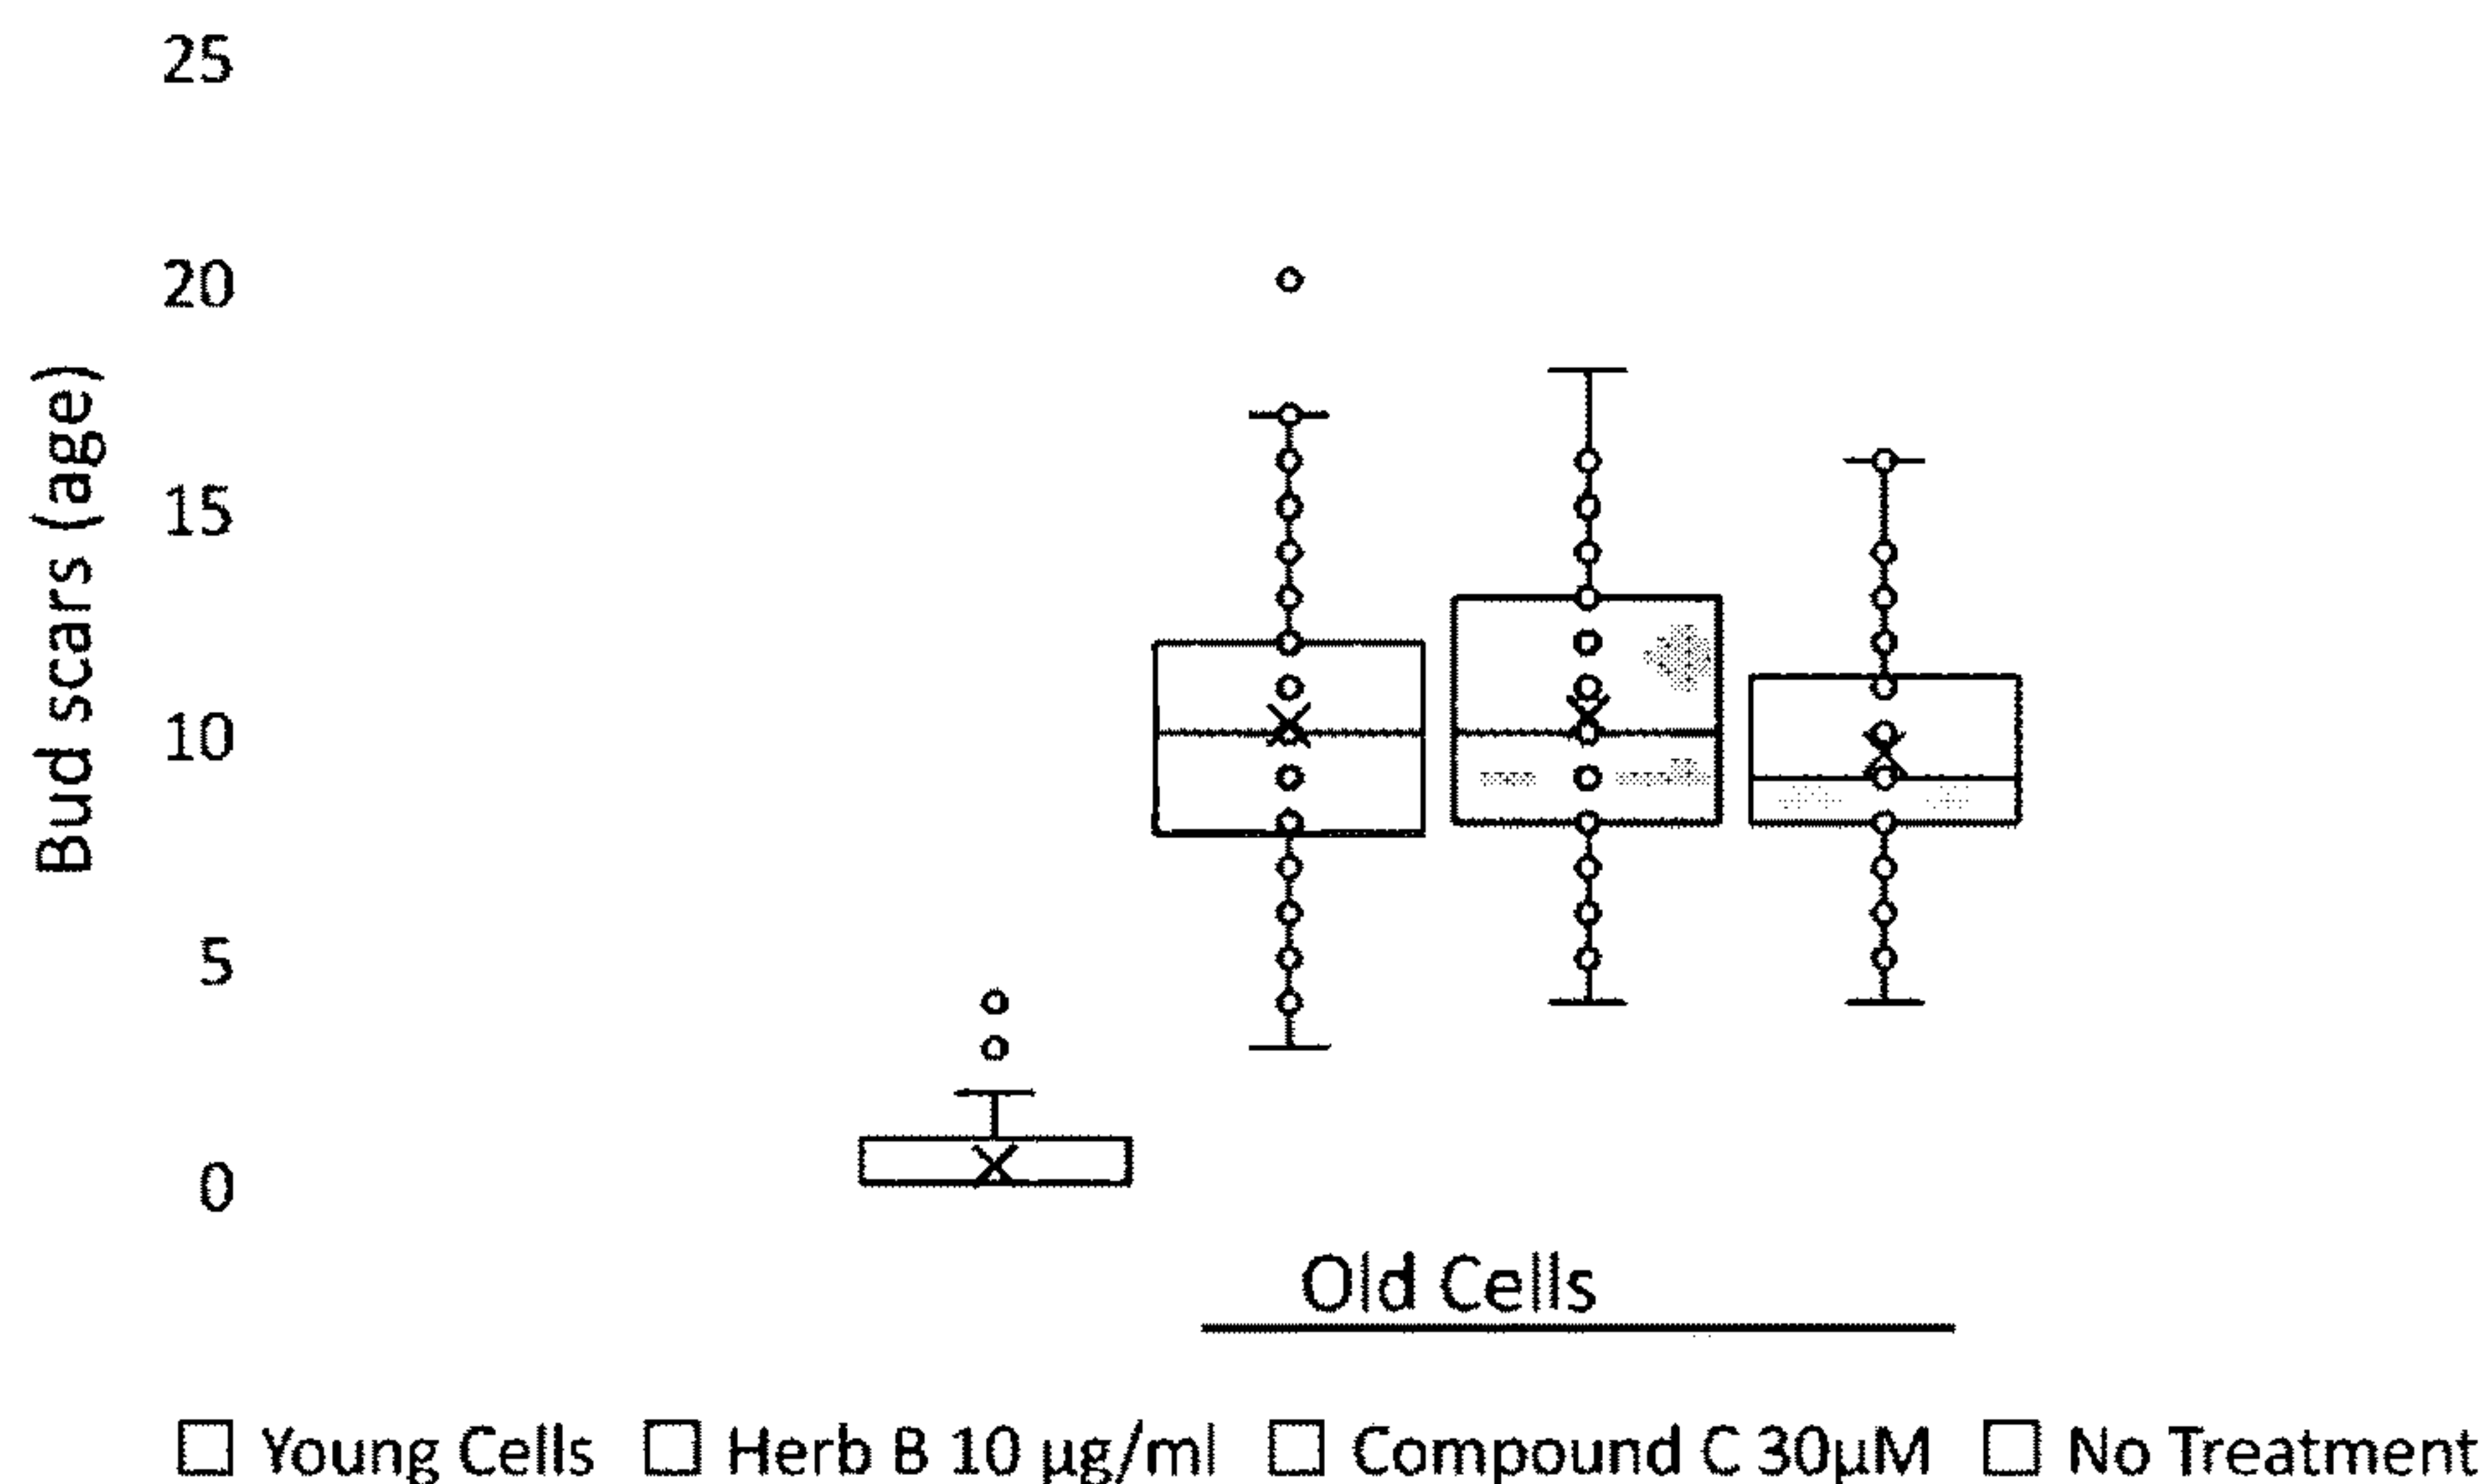 25
20
15
10
5
0
Bud scars (age)
Old Cells
Young Cells Herb B 10 µg/ml Compound C 30µM No Treatment